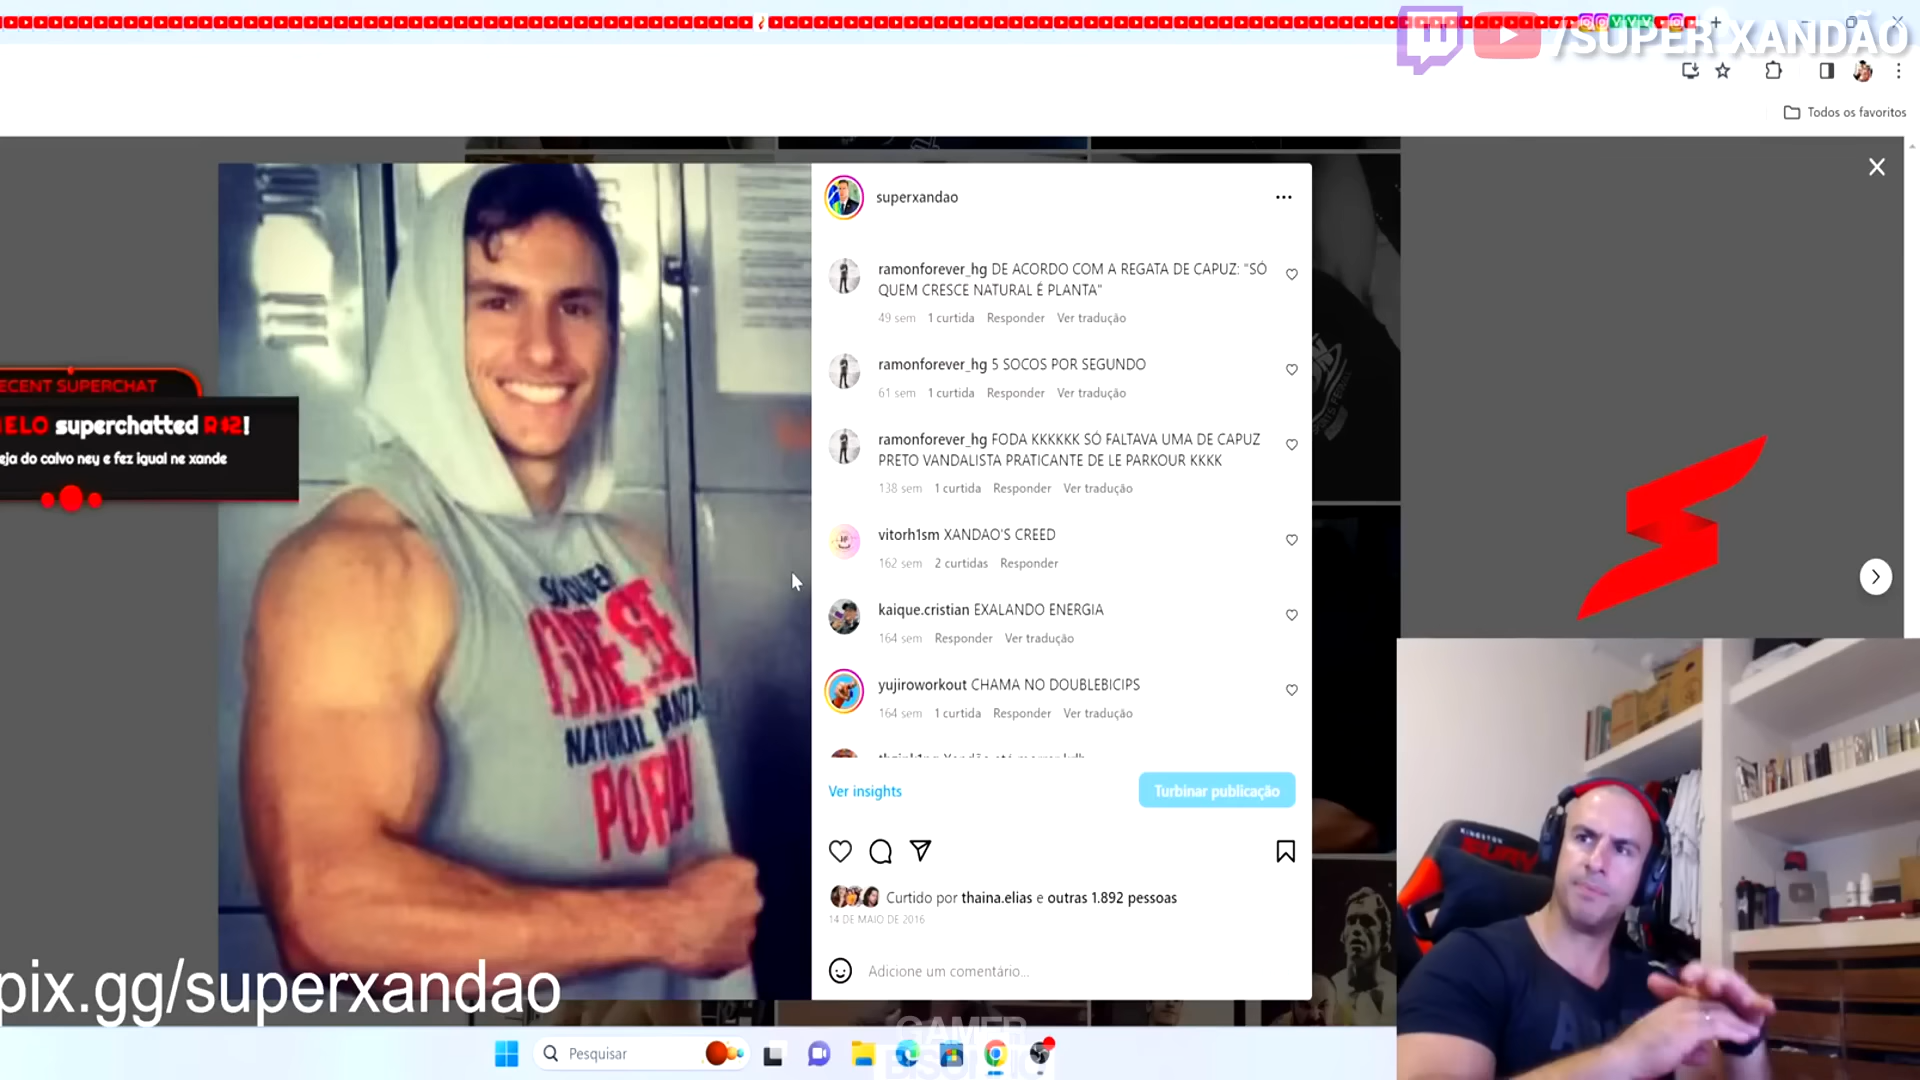 /SUPER XANDÃO
Todos os favoritos
superxandao
ramonforever_hg DE ACORDO COM A REGATA DE CAPUZ: "SÓ
QUEM CRESCE NATURAL É PLANTA"
49 sem 1 curtida Responder Ver tradução
ramonforever_hg 5 SOCOS POR SEGUNDO
61 sem 1 curtida Responder Ver tradução
ramonforever_hg FODA KKKKKK SÓ FALTAVA UMA DE CAPUZ
PRETO VANDALISTA PRATICANTE DE LE PARKOUR KKKK
138 sem 1 curtida Responder Ver tradução
vitorh1sm XANDAO'S CREED
162 sem 2 curtidas Responder
kaique.cristian EXALANDO ENERGIA
164 sem Responder Ver tradução
yujiroworkout CHAMA NO DOUBLEBICIPS
164 sem 1 curtida Responder Ver tradução
Ver insights
Turbinar publicação
Curtido por thaina.elias e outras 1.892 pessoas
14 DE MAIO DE 2016
Adicione um comentário...
ECENT SUPERCHAT
ELO superchatted R$2!
eja do calvo ney e fez igual ne xande
NATURAL
pix.gg/superxandao
Pesquisar
GAMER
KINGSTON
FURY